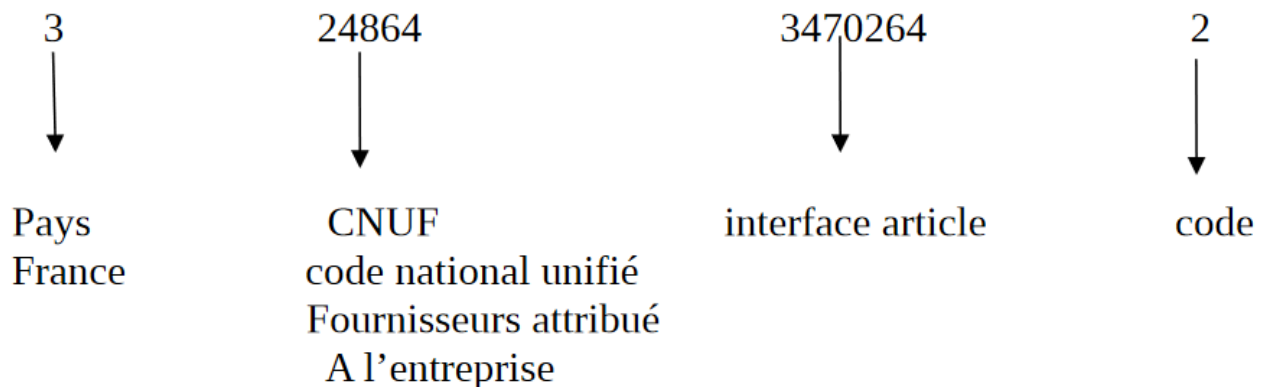 3 24864 3470264 2
Pays CNUF interface article code
France code national unifié
Fournisseurs attribué
A l’entreprise